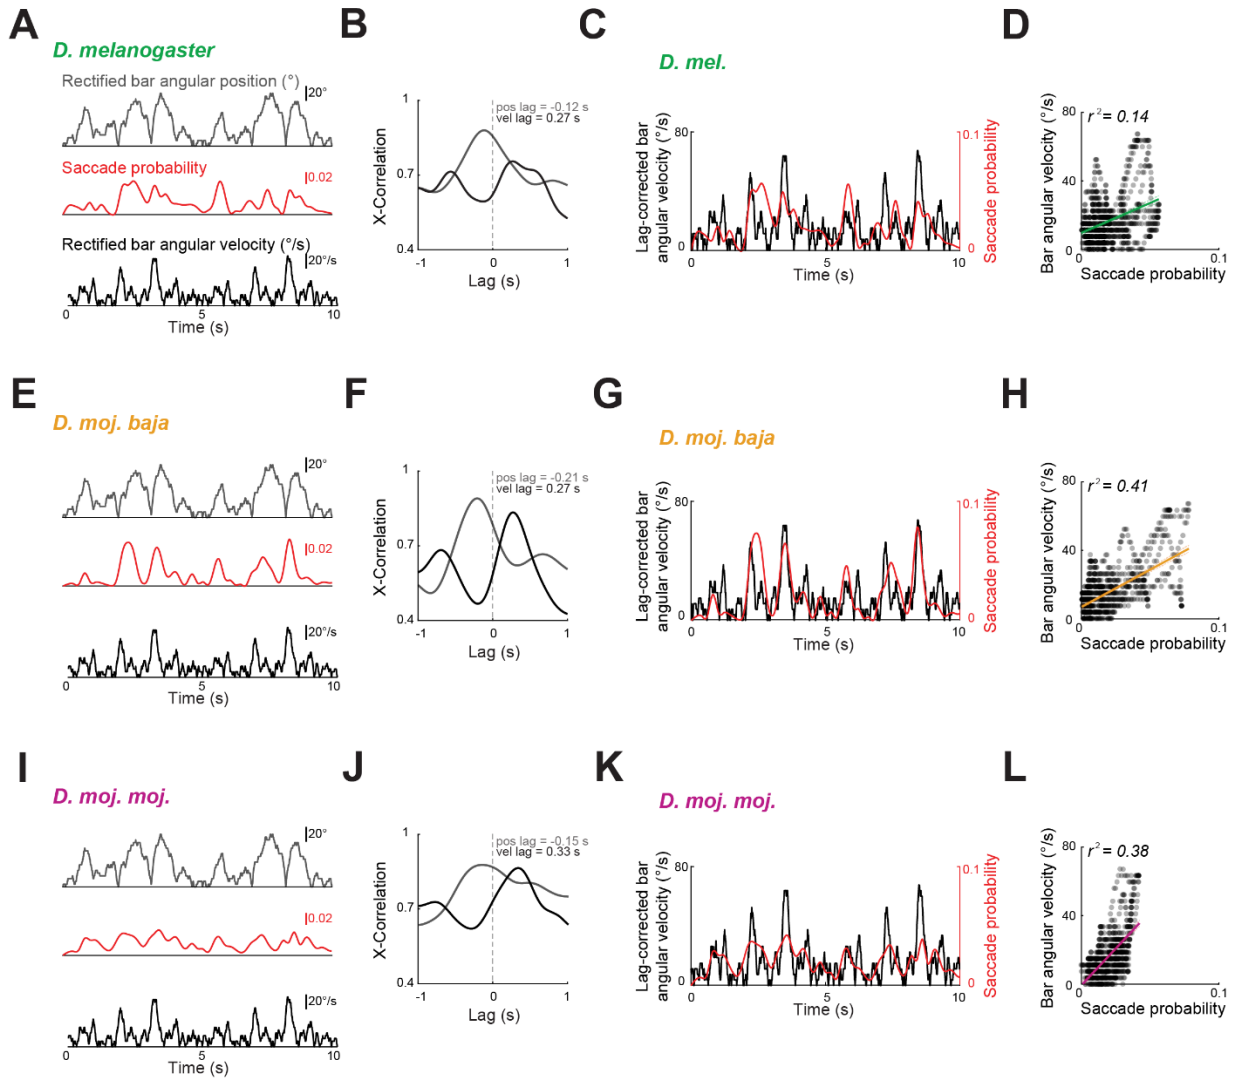 A
D. melanogaster
Rectified bar angular position (°)
20°
Saccade probability
0.02
Rectified bar angular velocity (°/s)
20°/s
0 5 10
Time (s)
B
1
pos lag = -0.12 s
vel lag = 0.27 s
X-Correlation
0.7
0.4
-1 0 1
Lag (s)
C
D. mel.
Lag-corrected bar
angular velocity (°/s)
80
0
0.1
0
Saccade probability
0 5 10
Time (s)
D
r² = 0.14
Bar angular velocity (°/s)
80
40
0
0 0.1
Saccade probability
E
D. moj. baja
20°
0.02
20°/s
0 5 10
Time (s)
F
1
pos lag = -0.21 s
vel lag = 0.27 s
X-Correlation
0.7
0.4
-1 0 1
Lag (s)
G
D. moj. baja
Lag-corrected bar
angular velocity (°/s)
80
0
0.1
0
Saccade probability
0 5 10
Time (s)
H
r² = 0.41
Bar angular velocity (°/s)
80
40
0
0 0.1
Saccade probability
I
D. moj. moj.
20°
0.02
20°/s
0 5 10
Time (s)
J
1
pos lag = -0.15 s
vel lag = 0.33 s
X-Correlation
0.7
0.4
-1 0 1
Lag (s)
K
D. moj. moj.
Lag-corrected bar
angular velocity (°/s)
80
0
0.1
0
Saccade probability
0 5 10
Time (s)
L
r² = 0.38
Bar angular velocity (°/s)
80
40
0
0 0.1
Saccade probability